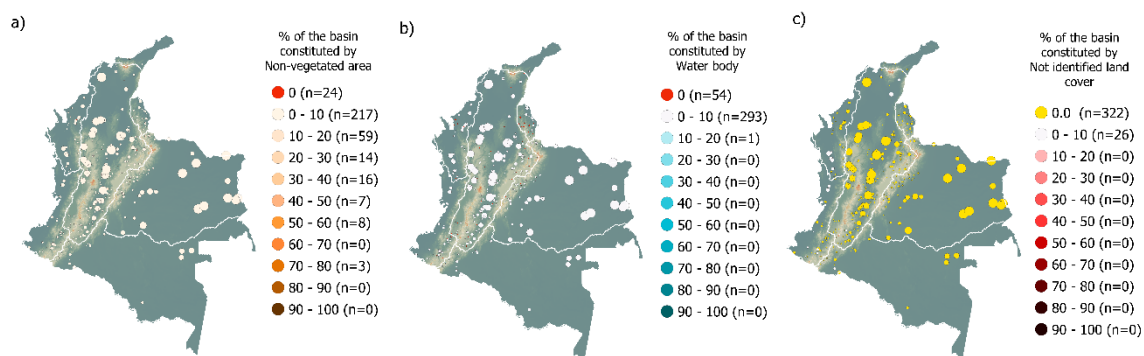 a)
% of the basin
constituted by
Non-vegetated area
0 (n=24)
0 - 10 (n=217)
10 - 20 (n=59)
20 - 30 (n=14)
30 - 40 (n=16)
40 - 50 (n=7)
50 - 60 (n=8)
60 - 70 (n=0)
70 - 80 (n=3)
80 - 90 (n=0)
90 - 100 (n=0)
b)
% of the basin
constituted by
Water body
0 (n=54)
0 - 10 (n=293)
10 - 20 (n=1)
20 - 30 (n=0)
30 - 40 (n=0)
40 - 50 (n=0)
50 - 60 (n=0)
60 - 70 (n=0)
70 - 80 (n=0)
80 - 90 (n=0)
90 - 100 (n=0)
c)
% of the basin
constituted by
Not identified land
cover
0.0 (n=322)
0 - 10 (n=26)
10 - 20 (n=0)
20 - 30 (n=0)
30 - 40 (n=0)
40 - 50 (n=0)
50 - 60 (n=0)
60 - 70 (n=0)
70 - 80 (n=0)
80 - 90 (n=0)
90 - 100 (n=0)